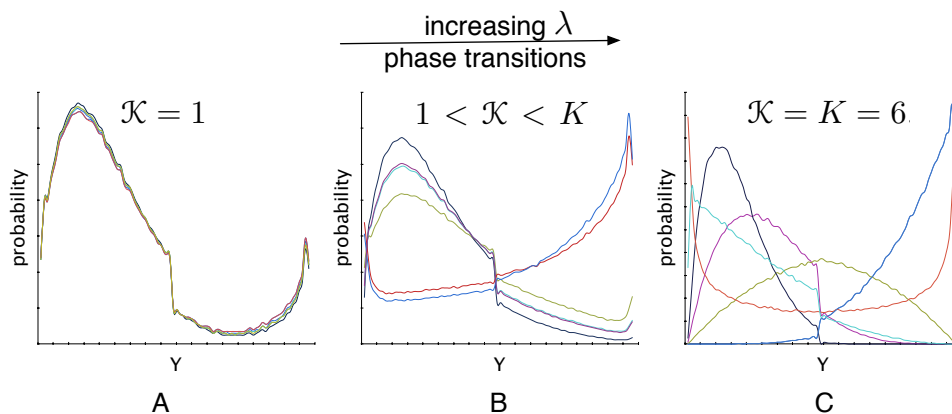 increasing λ
phase transitions
𝒦 = 1
1 < 𝒦 < K
𝒦 = K = 6.
probability
probability
probability
Y
Y
Y
A
B
C